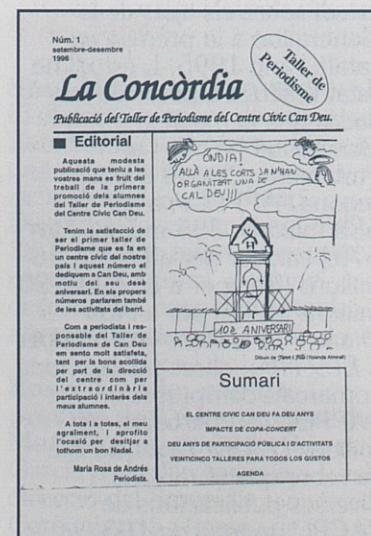 Núm. 1
setembre-desembre
1996
Taller de
Periodisme
La Concòrdia
Publicació del Taller de Periodisme del Centre Cívic Can Deu.
Editorial
Aquesta modesta
publicació que teniu a les
vostres mans es fruit del
treball de la primera
promoció dels alumnes
del Taller de Periodisme
del Centre Cívic Can Deu.
Tenim la satisfacció de
ser el primer taller de
Periodisme que es fa en
un centre cívic del nostre
país i aquest número el
dediquem a Can Deu, amb
motiu del seu desè
aniversari. En els propers
números parlarem també
de les activitats del barri.
Com a periodista i res-
ponsable del Taller de
Periodisme de Can Deu
em sento molt satisfeta,
tant per la bona acollida
per part de la direcció
del centre com per
l'extraordinària
participació i interès dels
meus alumnes.
A tots i a totes, el meu
agraïment, i aprofito
l'ocasió per desitjar a
tothom un bon Nadal.
Maria Rosa de Andrés
Periodista.
ÒNDIA!
ALLÀ A LES CORTS JA N'HAN
ORGANITZAT UNA DE
CAL DEU!!!
10è ANIVERSARI
Dibuix de (Yolanda Almirall)
Sumari
EL CENTRE CIVIC CAN DEU FA DEU ANYS
IMPACTE DE COPA-CONCERT
DEU ANYS DE PARTICIPACIÓ PÚBLICA I D'ACTIVITATS
VEINTICINCO TALLERES PARA TODOS LOS GUSTOS
AGENDA